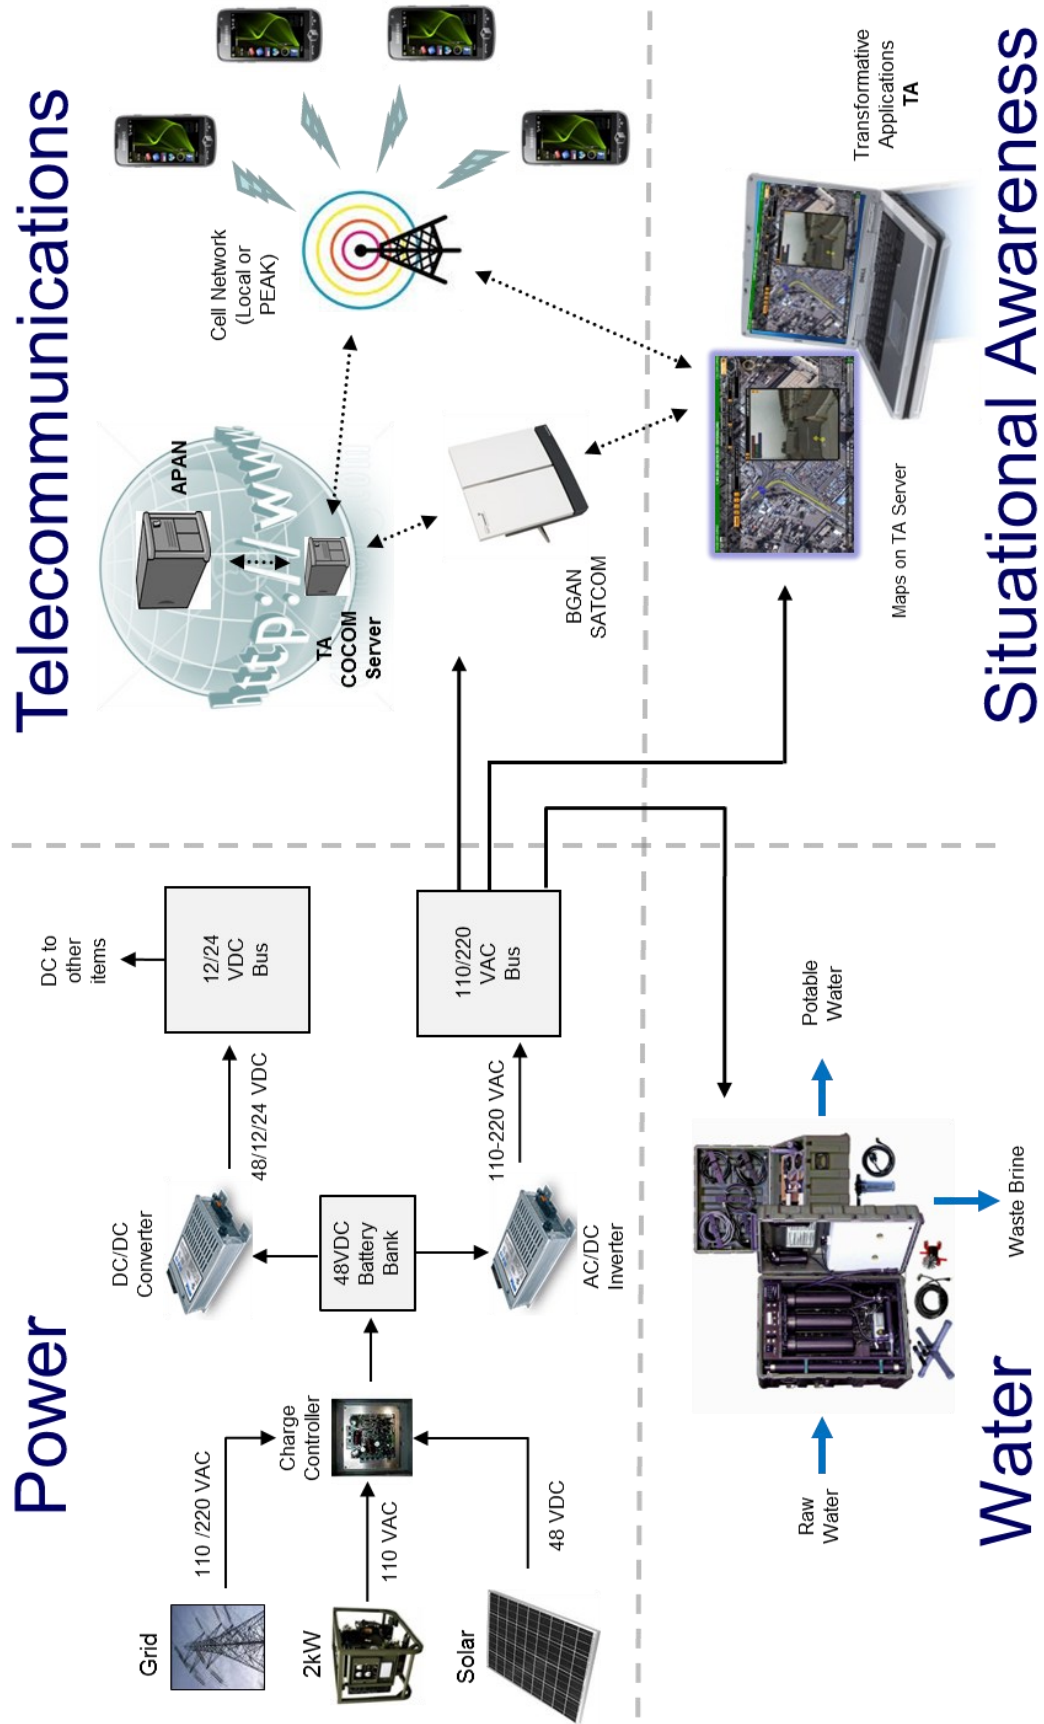 Power
Telecommunications
Grid
110 /220 VAC
2kW
110 VAC
Solar
48 VDC
Charge
Controller
48VDC
Battery
Bank
DC/DC
Converter
48/12/24 VDC
12/24
VDC
Bus
DC to
other
items
AC/DC
Inverter
110-220 VAC
110/220
VAC
Bus
APAN
http://www
TA
COCOM
Server
Cell Network
(Local or
PEAK)
BGAN
SATCOM
Water
Raw
Water
Potable
Water
Waste Brine
Situational Awareness
Maps on TA Server
Transformative
Applications
TA